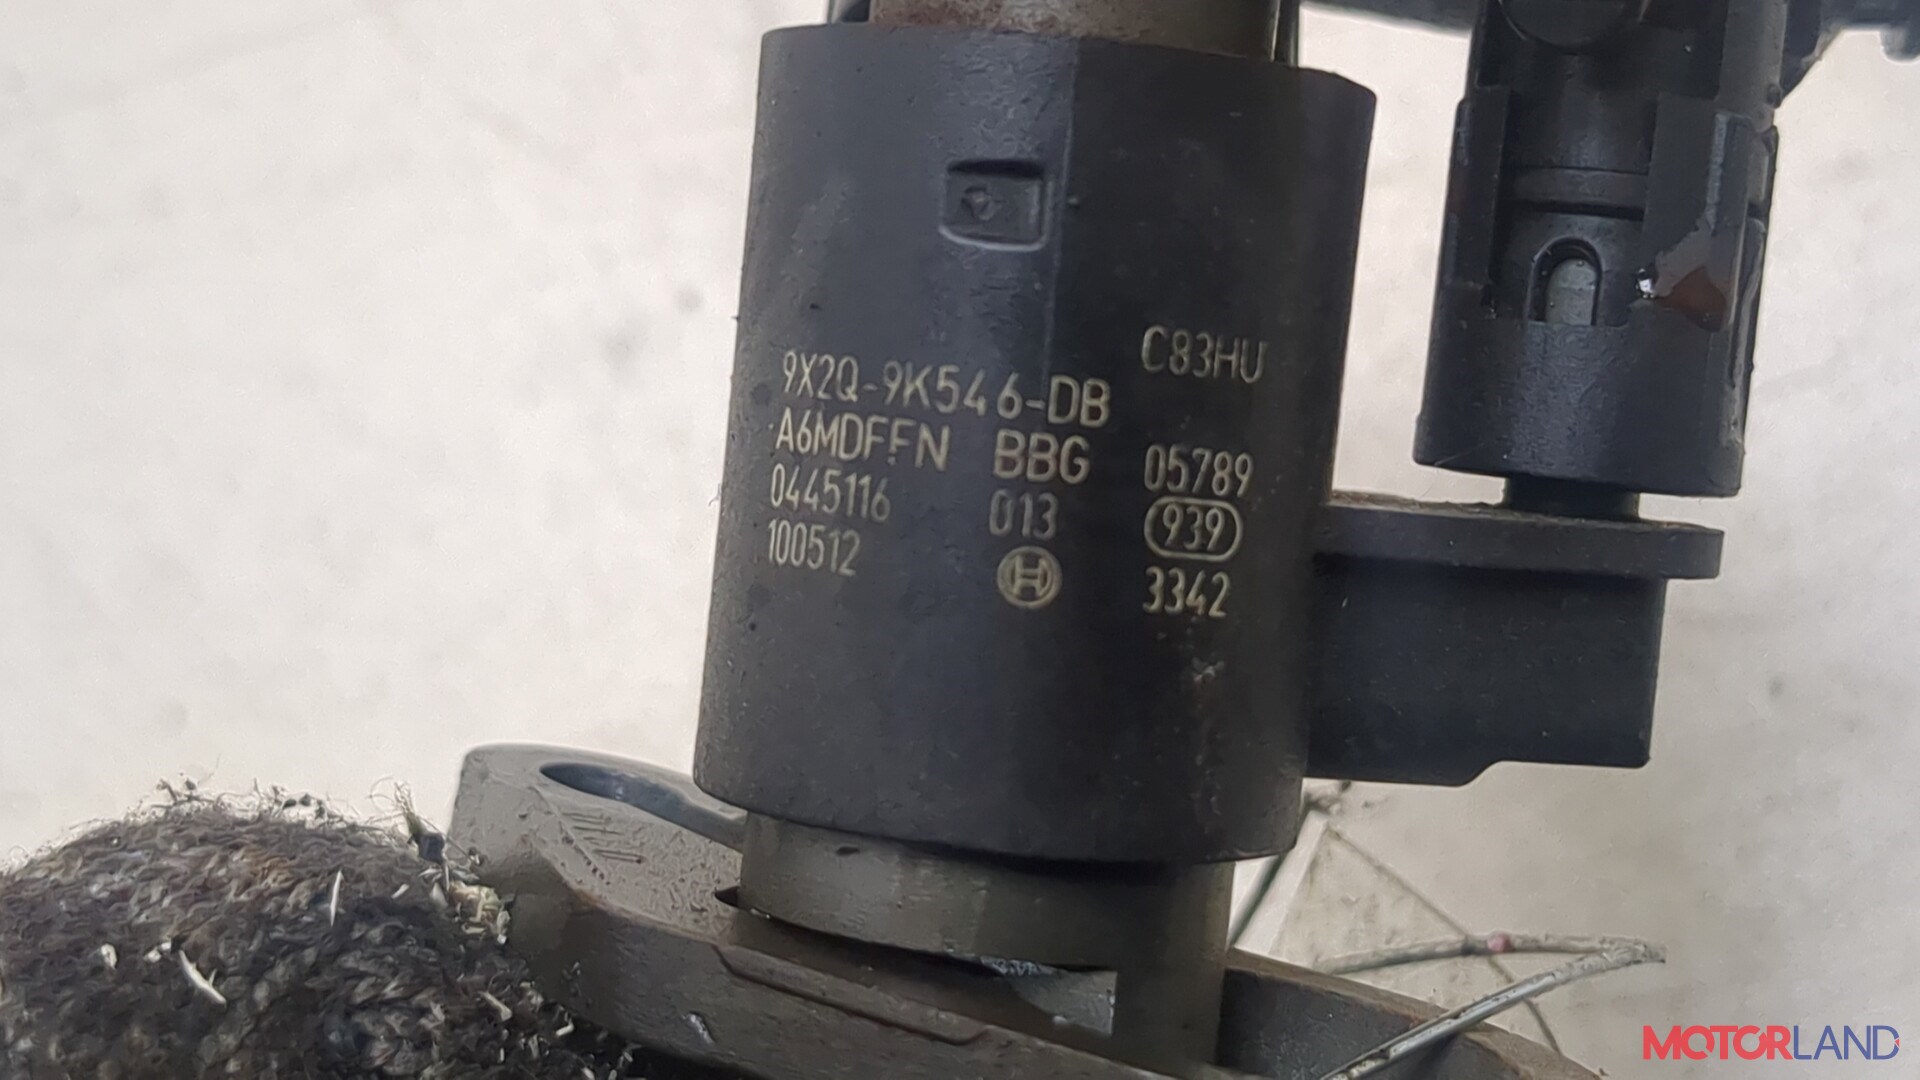 C83HU
9X2Q-9K546-DB
A6MDFFN BBG 05789
0445116 013 939
100512 3342
MOTORLAND